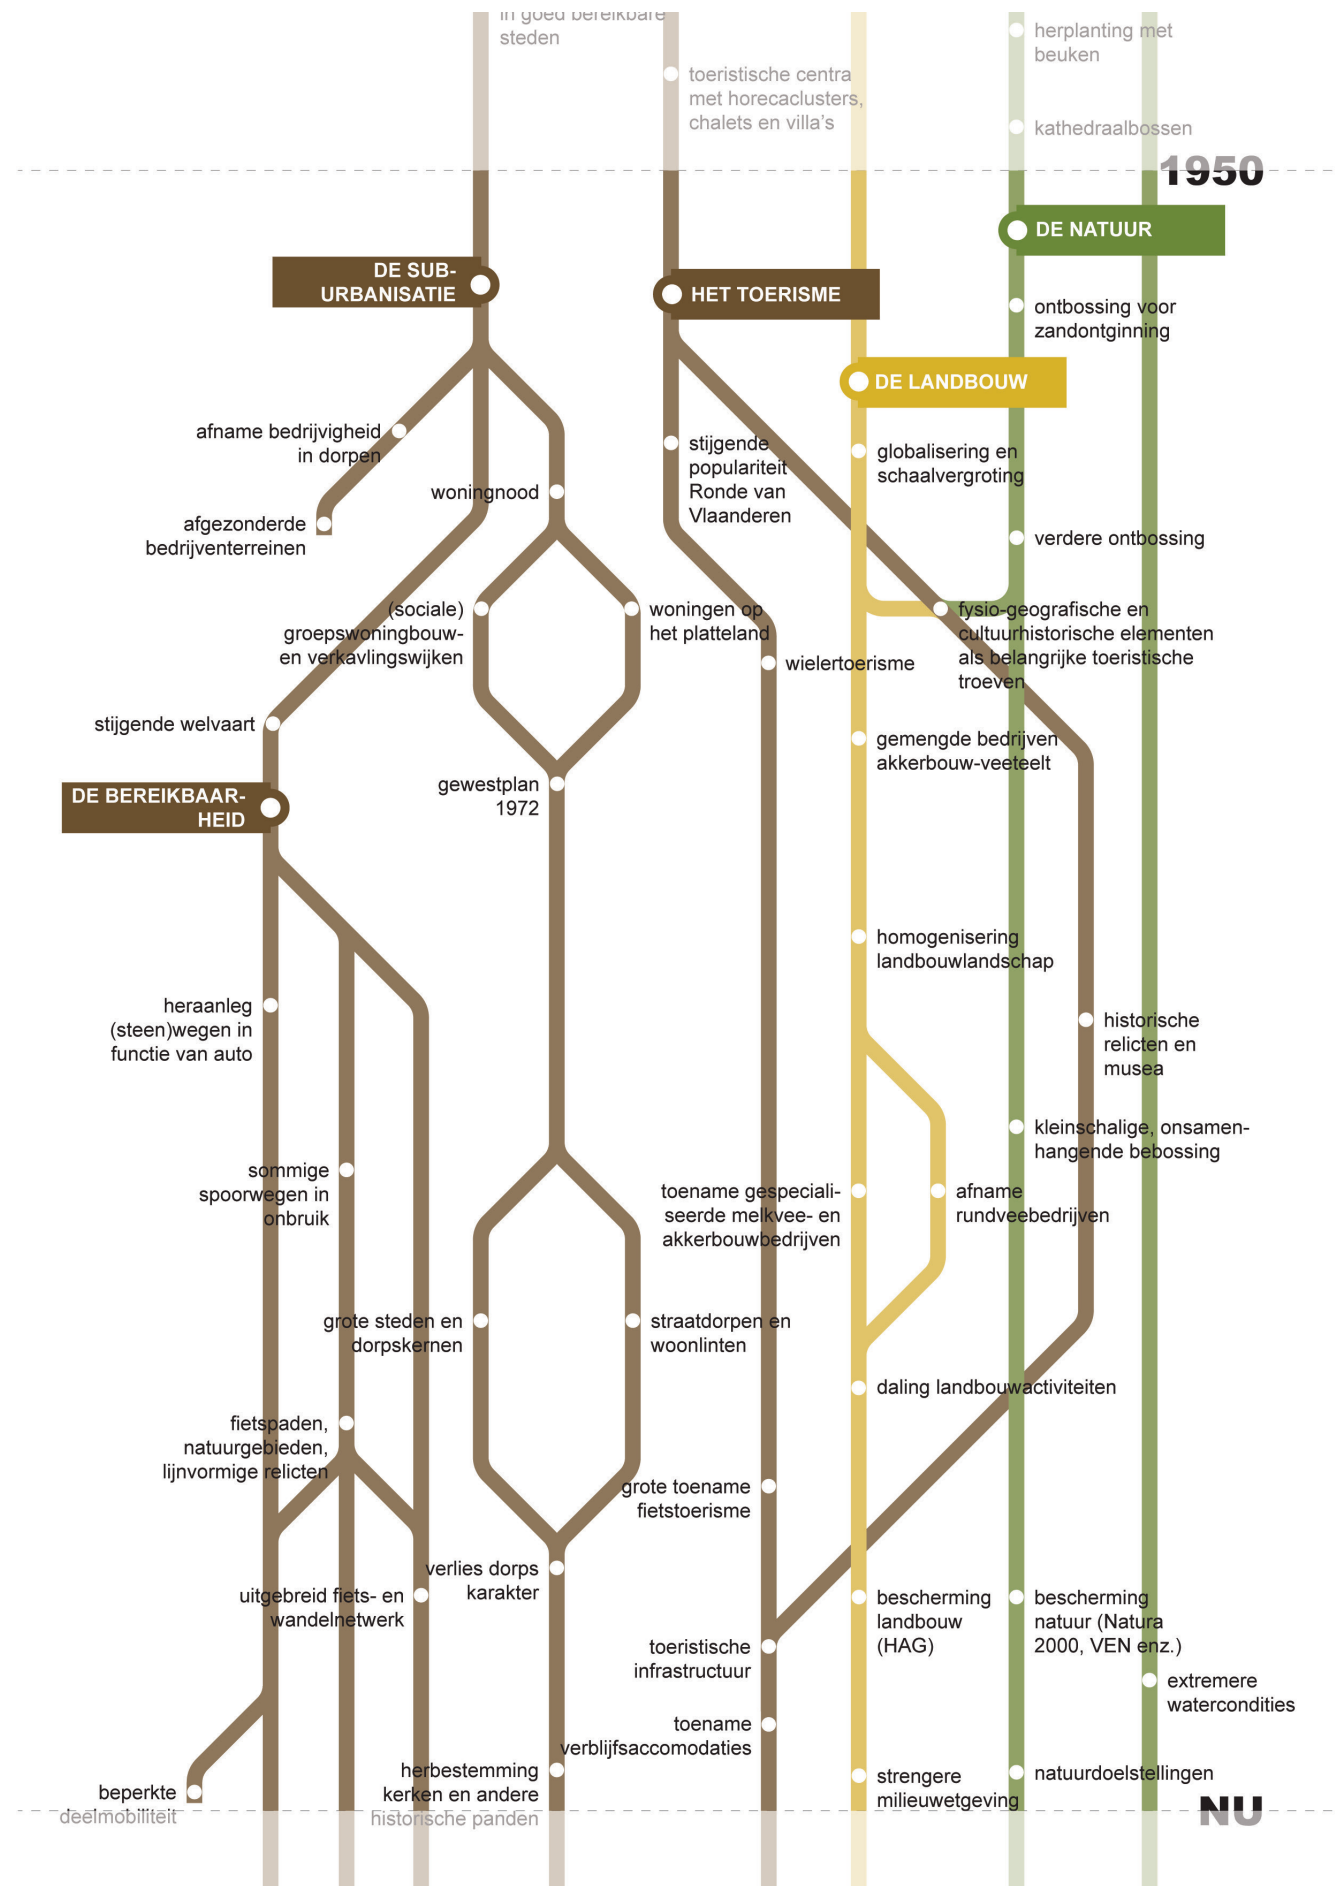 in goed bereikbare
steden
toeristische centra
met horecaclusters,
chalets en villa's
herplanting met
beuken
kathedraalbossen
1950
DE NATUUR
DE SUB-
URBANISATIE
HET TOERISME
ontbossing voor
zandontginning
DE LANDBOUW
afname bedrijvigheid
in dorpen
stijgende
populariteit
Ronde van
Vlaanderen
globalisering en
schaalvergroting
woningnood
afgezonderde
bedrijventerreinen
verdere ontbossing
(sociale)
groepswoningbouw-
en verkavlingswijken
woningen op
het platteland
fysio-geografische en
cultuurhistorische elementen
als belangrijke toeristische
troeven
wielertoerisme
stijgende welvaart
gemengde bedrijven
akkerbouw-veeteelt
gewestplan
1972
DE BEREIKBAAR-
HEID
homogenisering
landbouwlandschap
heraanleg
(steen)wegen in
functie van auto
historische
relicten en
musea
kleinschalige, onsamen-
hangende bebossing
sommige
spoorwegen in
onbruik
toename gespeciali-
seerde melkvee- en
akkerbouwbedrijven
afname
rundveebedrijven
grote steden en
dorpskernen
straatdorpen en
woonlinten
daling landbouwactiviteiten
fietspaden,
natuurgebieden,
lijnvormige relicten
grote toename
fietstoerisme
verlies dorps
karakter
uitgebreid fiets- en
wandelnetwerk
bescherming
landbouw
(HAG)
bescherming
natuur (Natura
2000, VEN enz.)
toeristische
infrastructuur
extremere
watercondities
toename
verblijfsaccomodaties
herbestemming
kerken en andere
historische panden
strengere
milieuwetgeving
natuurdoelstellingen
beperkte
deelmobiliteit
NU